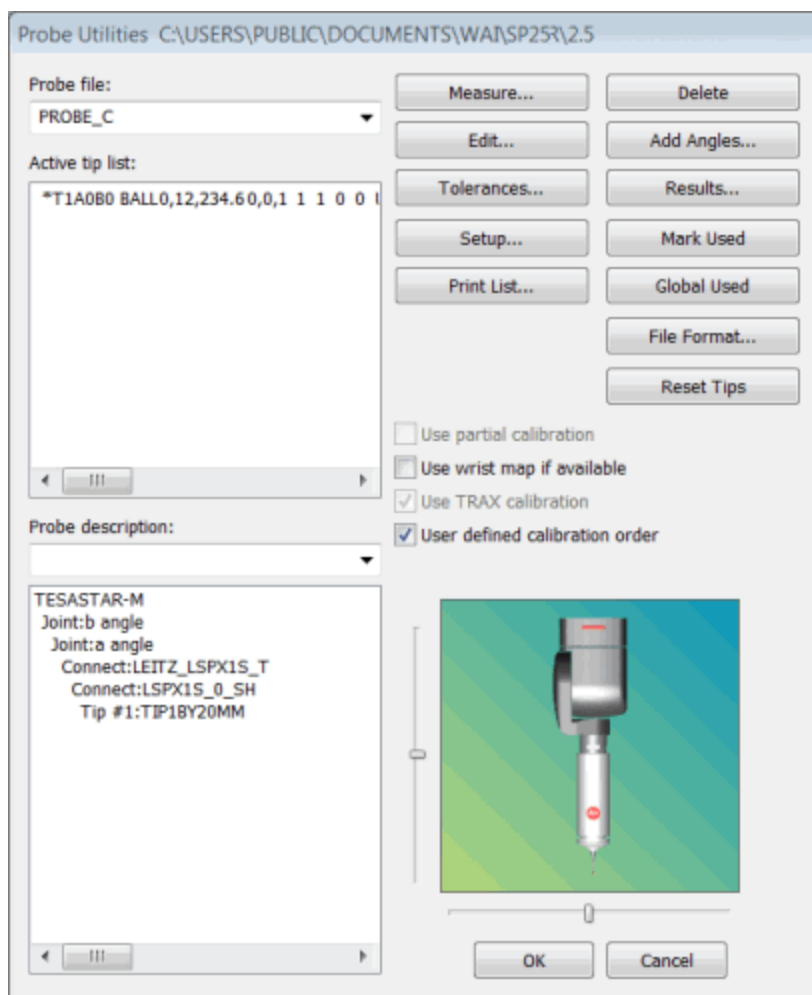 Probe Utilities C:\USERS\PUBLIC\DOCUMENTS\WAI\SP25R\2.5
Probe file:
PROBE_C
Active tip list:
*T1A0B0 BALL0,12,234.6 0,0,1 1 1 0 0
Measure...
Delete
Edit...
Add Angles...
Tolerances...
Results...
Setup...
Mark Used
Print List...
Global Used
File Format...
Reset Tips
Use partial calibration
Use wrist map if available
Use TRAX calibration
User defined calibration order
Probe description:
TESASTAR-M
Joint:b angle
Joint:a angle
Connect:LEITZ_LSPX1S_T
Connect:LSPX1S_0_SH
Tip #1:TIP1BY20MM
OK
Cancel